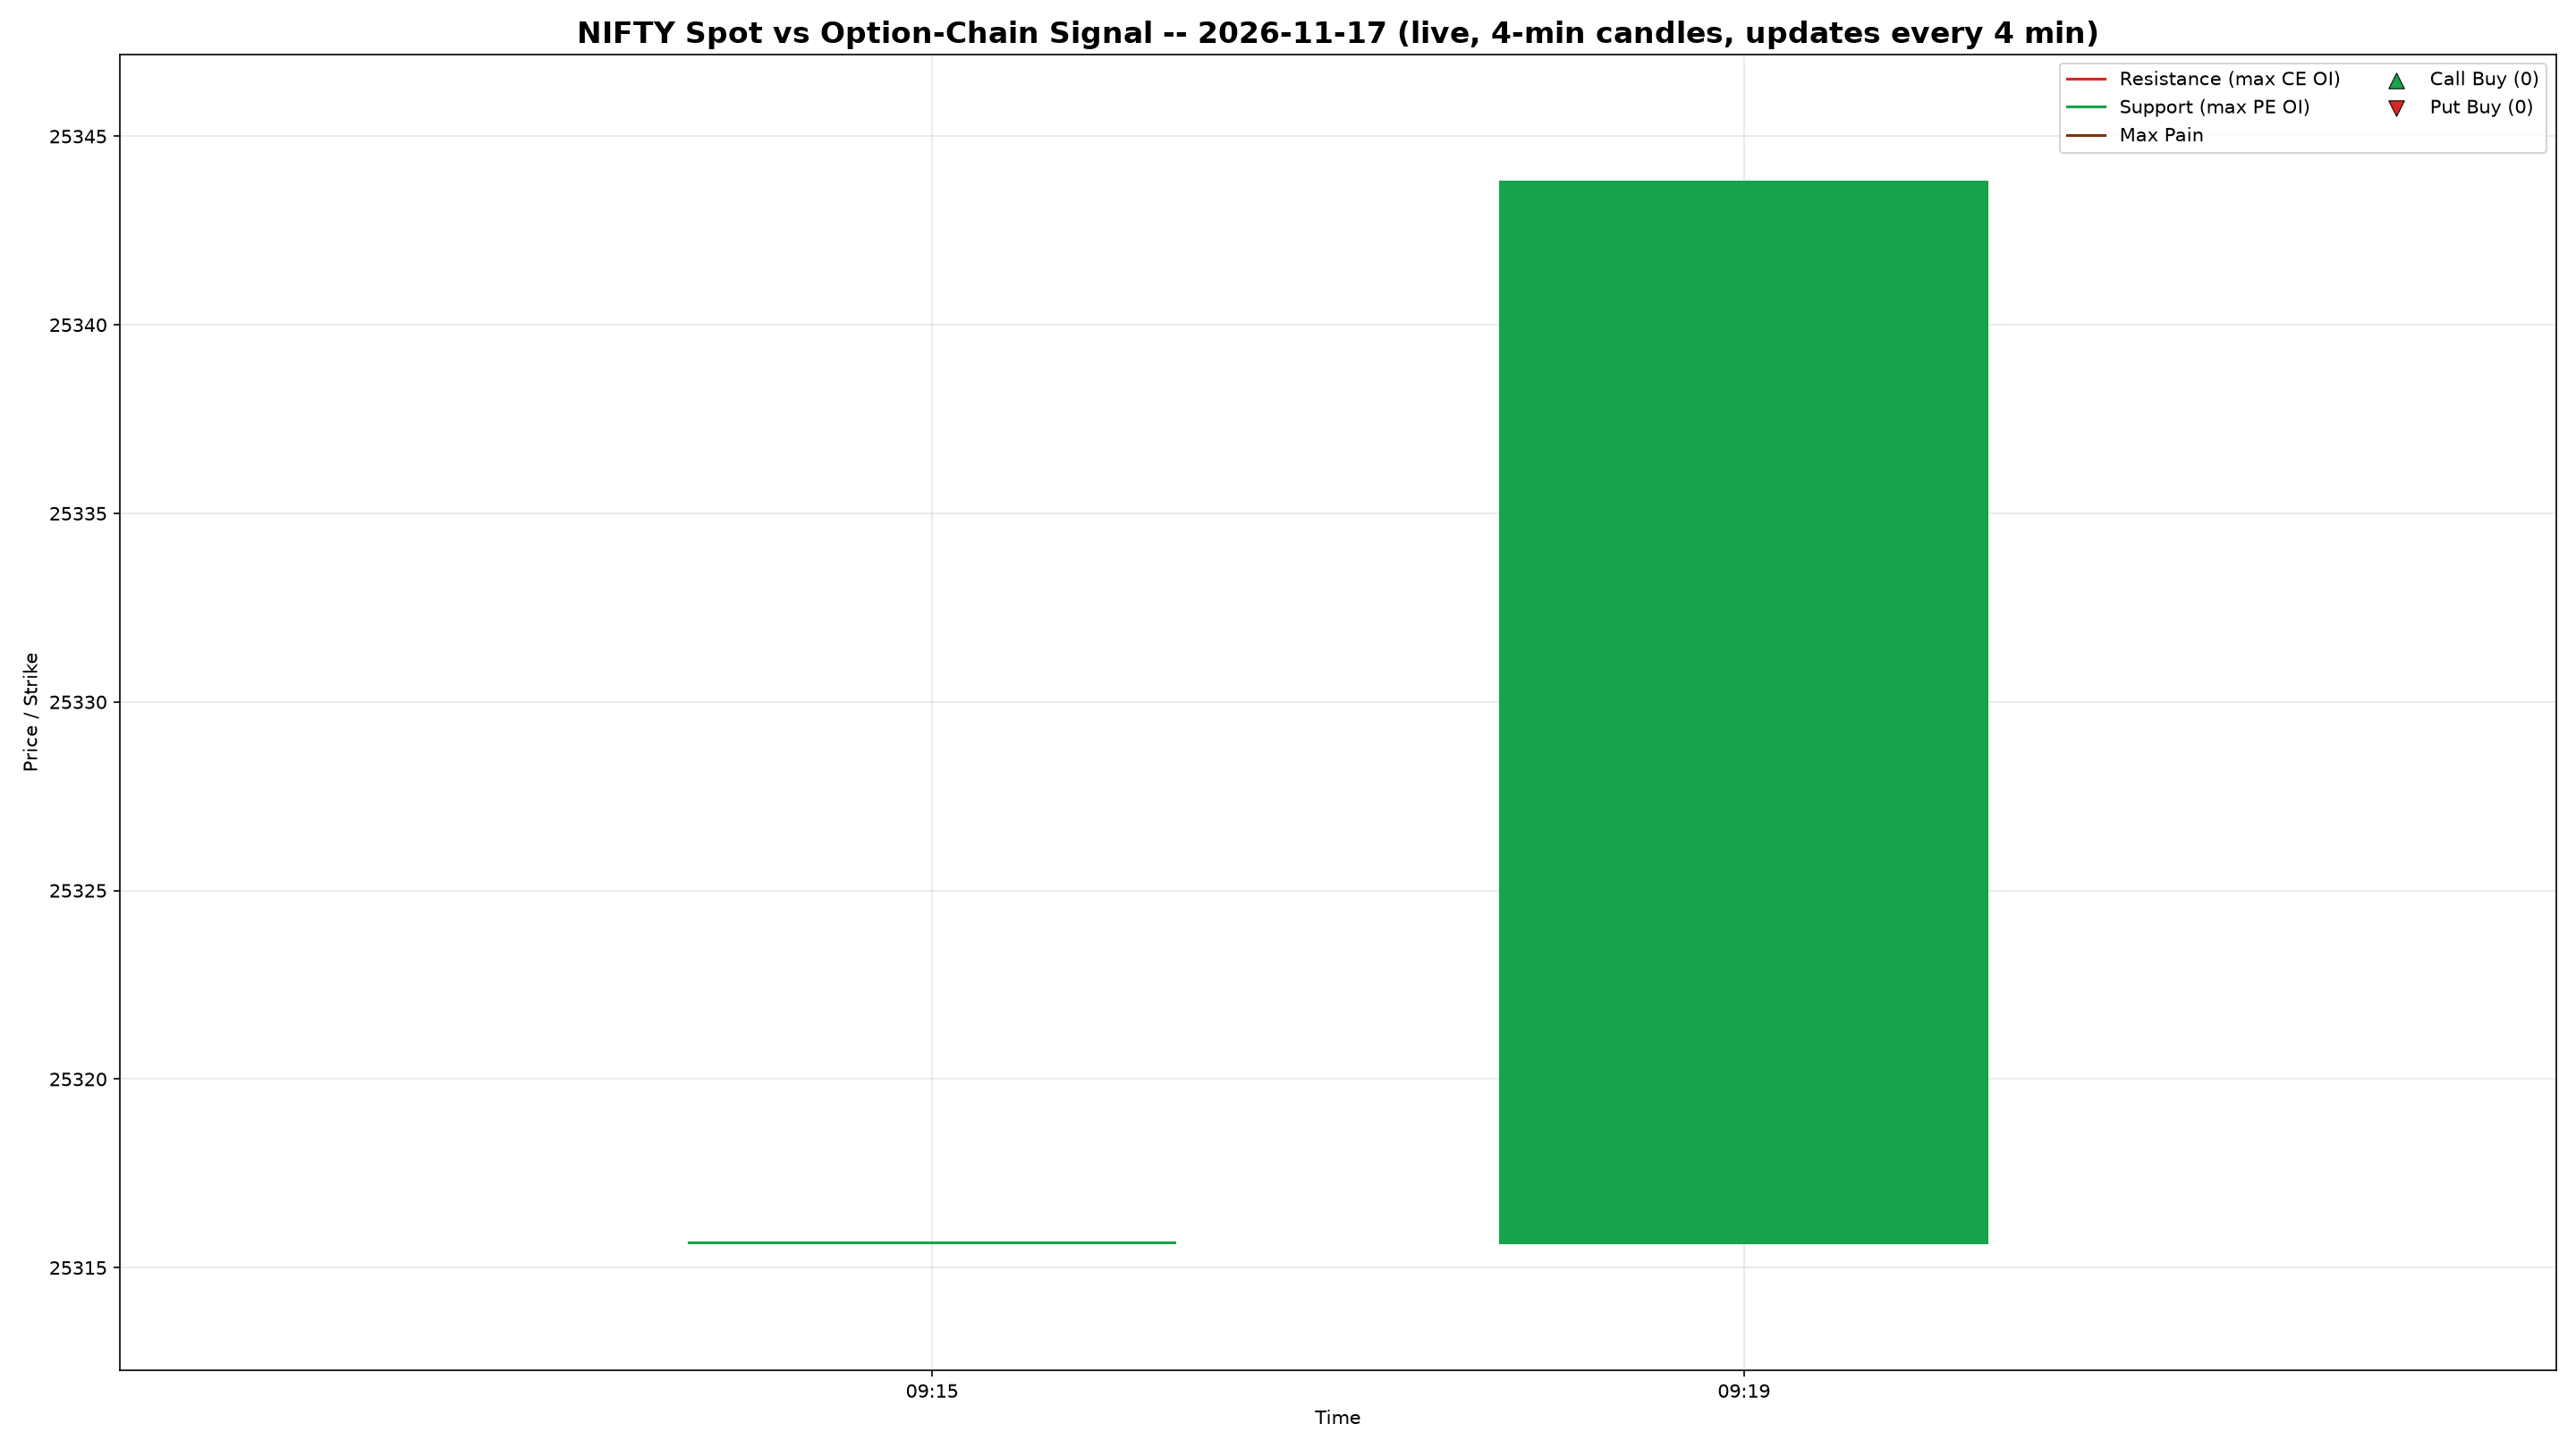 NIFTY Spot vs Option-Chain Signal -- 2026-11-17 (live, 4-min candles, updates every 4 min)
Resistance (max CE OI)
Support (max PE OI)
Max Pain
Call Buy (0)
Put Buy (0)
Price / Strike
25345
25340
25335
25330
25325
25320
25315
09:15
09:19
Time